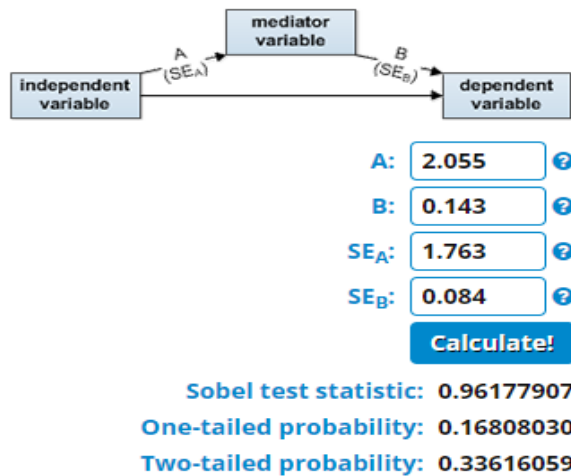 mediator
variable
A
(SEA)
B
(SEB)
independent
variable
dependent
variable
A: 2.055 ?
B: 0.143 ?
SEA: 1.763 ?
SEB: 0.084 ?
Calculate!
Sobel test statistic: 0.96177907
One-tailed probability: 0.16808030
Two-tailed probability: 0.33616059